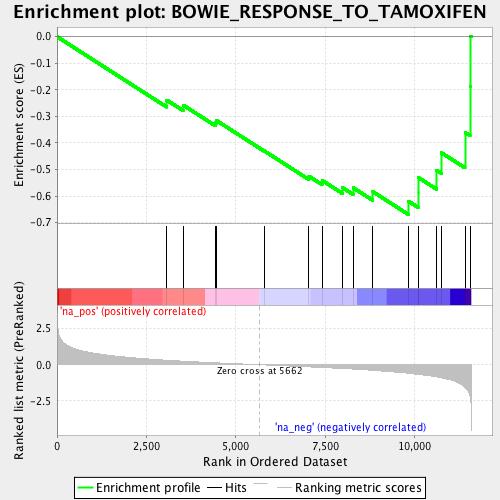 Enrichment plot: BOWIE_RESPONSE_TO_TAMOXIFEN
Enrichment score (ES)
0.0
-0.1
-0.2
-0.3
-0.4
-0.5
-0.6
-0.7
'na_pos' (positively correlated)
Ranked list metric (PreRanked)
2.5
0.0
-2.5
Zero cross at 5662
'na_neg' (negatively correlated)
0 2,500 5,000 7,500 10,000
Rank in Ordered Dataset
Enrichment profile Hits Ranking metric scores